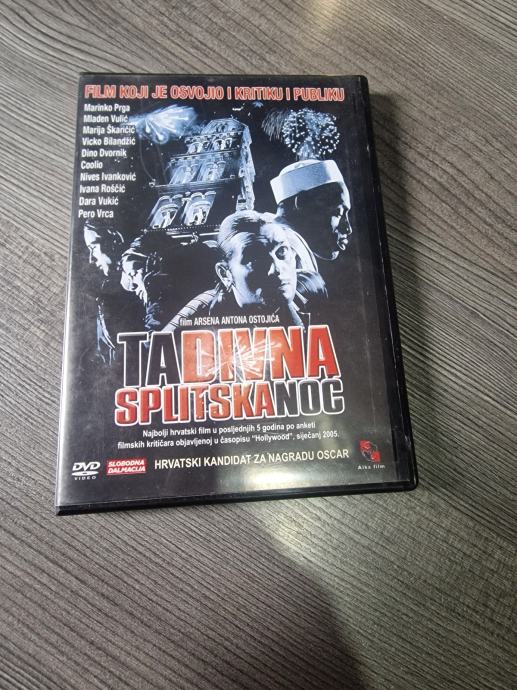 FILM KOJI JE OSVOJIO I KRITIKU I PUBLIKU
Marinko Prga
Mladen Vulić
Marija Škaričić
Vicko Bilandžić
Dino Dvornik
Coolio
Nives Ivanković
Ivana Roščić
Dara Vukić
Pero Vrca
film ARSENA ANTONA OSTOJIĆA
TA DIVNA
SPLITSKA NOĆ
Najbolji hrvatski film u posljednjih 5 godina po anketi
filmskih kritičara objavljenoj u časopisu "Hollywood", siječanj 2005.
DVD
VIDEO
SLOBODNA
DALMACIJA
HRVATSKI KANDIDAT ZA NAGRADU OSCAR
Alka film